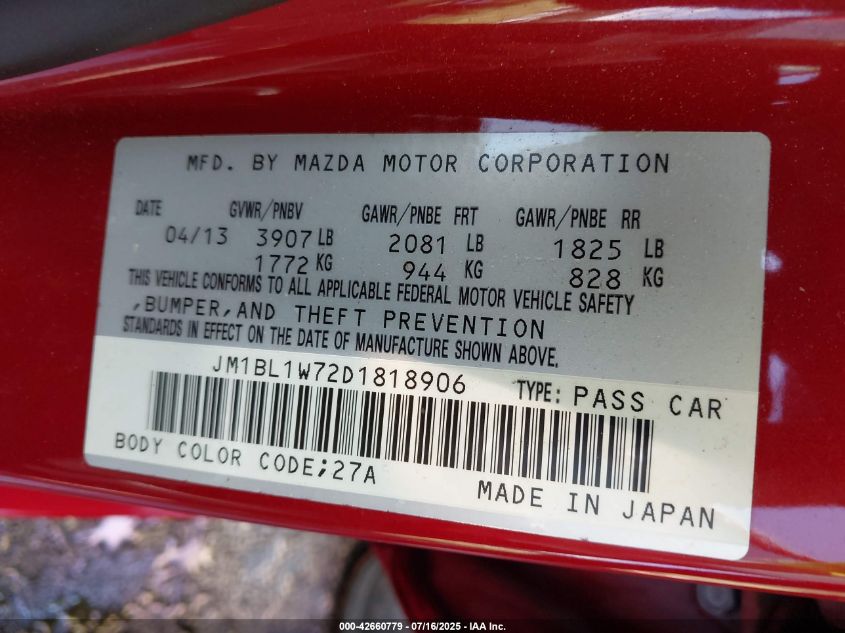 MFD. BY MAZDA MOTOR CORPORATION
DATE GVWR/PNBV GAWR/PNBE FRT GAWR/PNBE RR
04/13 3907 LB 2081 LB 1825 LB
1772 KG 944 KG 828 KG
THIS VEHICLE CONFORMS TO ALL APPLICABLE FEDERAL MOTOR VEHICLE SAFETY
,BUMPER,AND THEFT PREVENTION
STANDARDS IN EFFECT ON THE DATE OF MANUFACTURE SHOWN ABOVE.
JM1BL1W72D1818906 TYPE: PASS CAR
BODY COLOR CODE;27A
MADE IN JAPAN
000-42660779 - 07/16/2025 - IAA Inc.